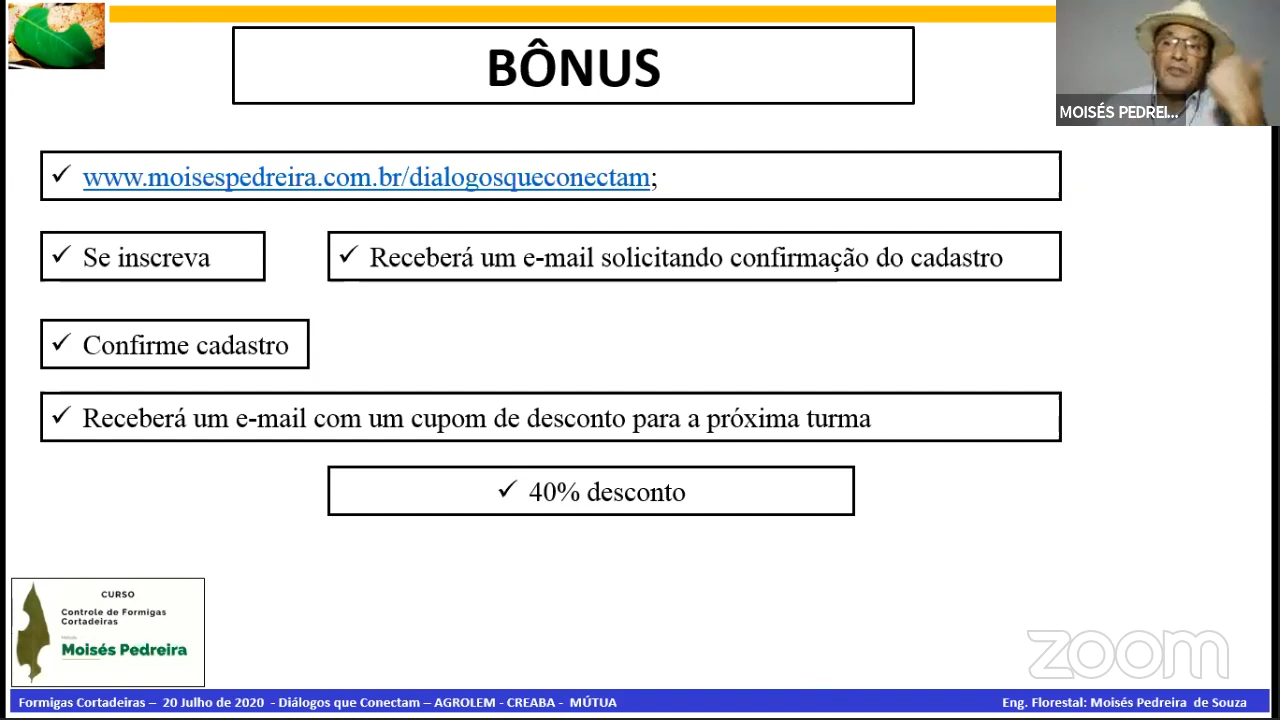 BÔNUS
MOISÉS PEDREI...
www.moisespedreira.com.br/dialogosqueconectam;
Se inscreva
Receberá um e-mail solicitando confirmação do cadastro
Confirme cadastro
Receberá um e-mail com um cupom de desconto para a próxima turma
40% desconto
CURSO
Controle de Formigas
Cortadeiras
Moisés Pedreira
zoom
Formigas Cortadeiras – 20 Julho de 2020 - Diálogos que Conectam – AGROLEM - CREABA - MÚTUA
Eng. Florestal: Moisés Pedreira de Souza